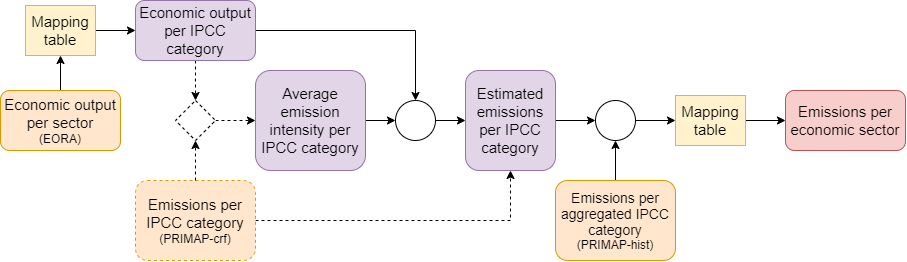 Mapping
table
Economic output
per IPCC
category
Economic output
per sector
(EORA)
Average
emission
intensity per
IPCC category
Estimated
emissions
per IPCC
category
Mapping
table
Emissions per
economic sector
Emissions per
IPCC category
(PRIMAP-crf)
Emissions per
aggregated IPCC
category
(PRIMAP-hist)